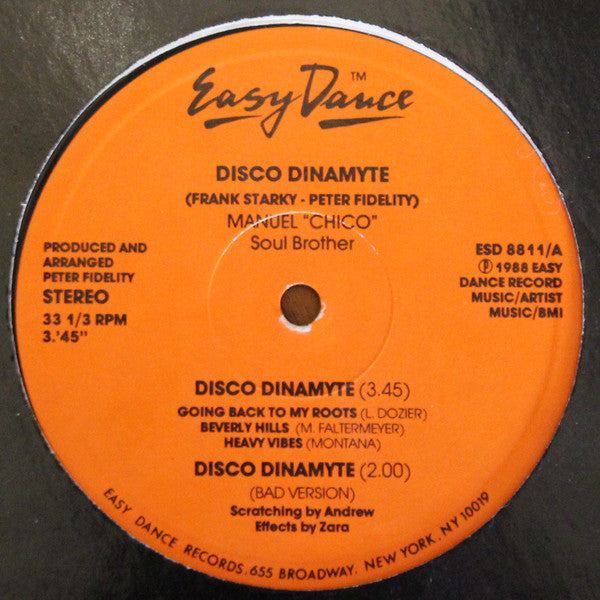 Easy Dance™
DISCO DINAMYTE
(FRANK STARKY - PETER FIDELITY)
MANUEL "CHICO"
Soul Brother
PRODUCED AND
ARRANGED
PETER FIDELITY
STEREO
33 1/3 RPM
3.'45"
ESD 8811/A
℗ 1988 EASY
DANCE RECORD
MUSIC/ARTIST
MUSIC/BMI
DISCO DINAMYTE (3.45)
GOING BACK TO MY ROOTS (L. DOZIER)
BEVERLY HILLS (M. FALTERMEYER)
HEAVY VIBES (MONTANA)
DISCO DINAMYTE (2.00)
(BAD VERSION)
Scratching by Andrew
Effects by Zara
EASY DANCE RECORDS, 655 BROADWAY, NEW YORK, NY 10019